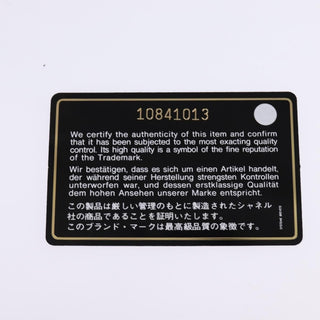 10841013
We certify the authenticity of this item and confirm
that it has been subjected to the most exacting quality
control. Its high quality is a symbol of the fine reputation
of the Trademark.
Wir bestätigen, dass es sich um einen Artikel handelt,
der während seiner Herstellung strengsten Kontrollen
unterworfen war, und dessen erstklassige Qualität
dem hohen Ansehen unserer Marke entspricht.
この製品は厳しい管理のもとに製造されたシャネル
社の商品であることを証明いたします。
このブランド・マークは最高級品質の象徴です。